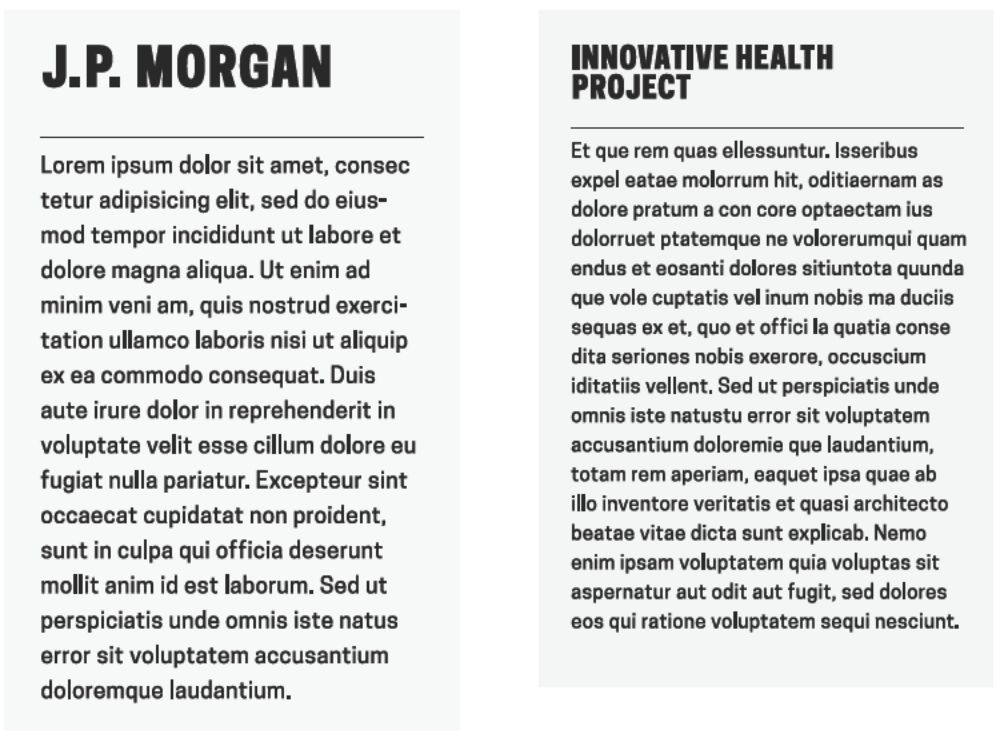 J.P. MORGAN
Lorem ipsum dolor sit amet, consec
tetur adipisicing elit, sed do eius-
mod tempor incididunt ut labore et
dolore magna aliqua. Ut enim ad
minim veni am, quis nostrud exerci-
tation ullamco laboris nisi ut aliquip
ex ea commodo consequat. Duis
aute irure dolor in reprehenderit in
voluptate velit esse cillum dolore eu
fugiat nulla pariatur. Excepteur sint
occaecat cupidatat non proident,
sunt in culpa qui officia deserunt
mollit anim id est laborum. Sed ut
perspiciatis unde omnis iste natus
error sit voluptatem accusantium
doloremque laudantium.
INNOVATIVE HEALTH
PROJECT
Et que rem quas ellessuntur. Isseribus
expel eatae molorrum hit, oditiaernam as
dolore pratum a con core optaectam ius
dolorruet ptatemque ne volorerumqui quam
endus et eosanti dolores sitiuntota quunda
que vole cuptatis vel inum nobis ma duciis
sequas ex et, quo et offici la quatia conse
dita seriones nobis exerore, occuscium
iditatiis vellent. Sed ut perspiciatis unde
omnis iste natustu error sit voluptatem
accusantium doloremie que laudantium,
totam rem aperiam, eaquet ipsa quae ab
illo inventore veritatis et quasi architecto
beatae vitae dicta sunt explicab. Nemo
enim ipsam voluptatem quia voluptas sit
aspernatur aut odit aut fugit, sed dolores
eos qui ratione voluptatem sequi nesciunt.